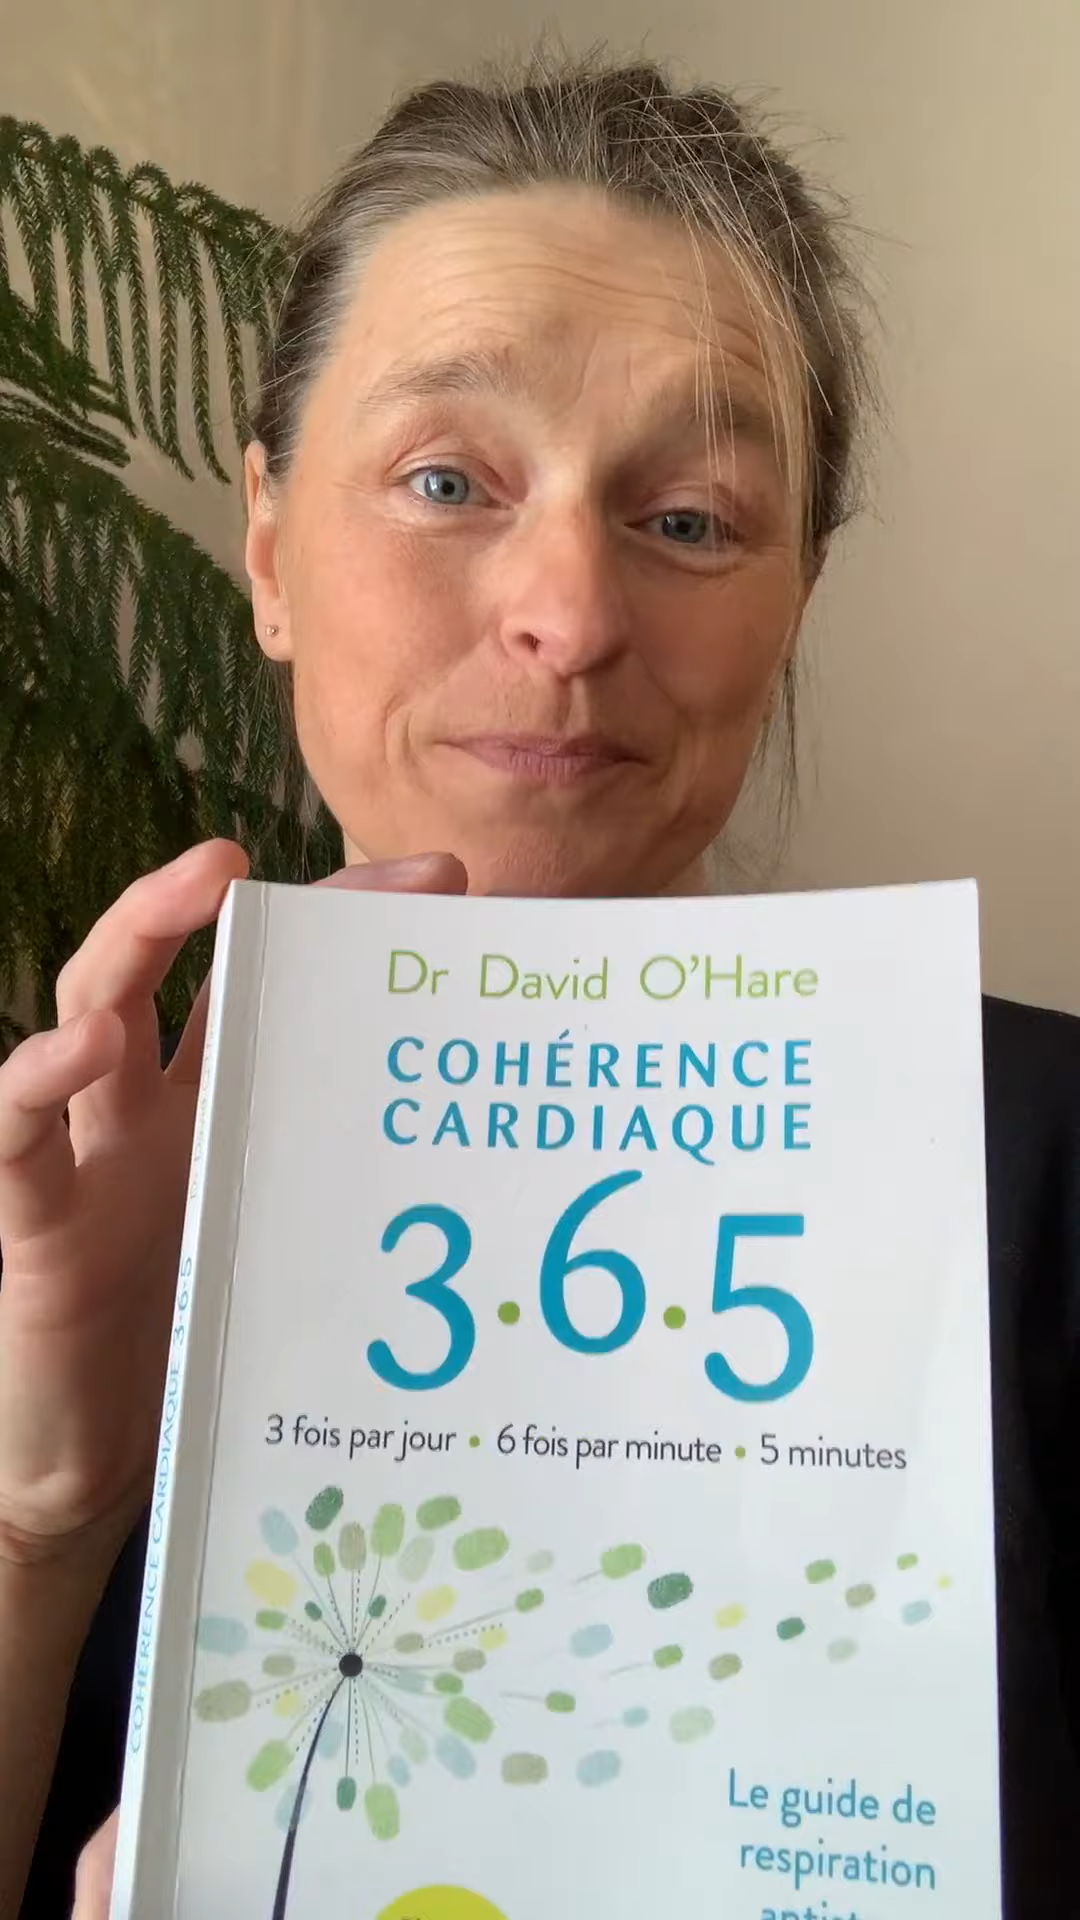 Dr David O'Hare
COHÉRENCE
CARDIAQUE
3.6.5
3 fois par jour • 6 fois par minute • 5 minutes
Le guide de
respiration
COHÉRENCE CARDIAQUE 3•6•5